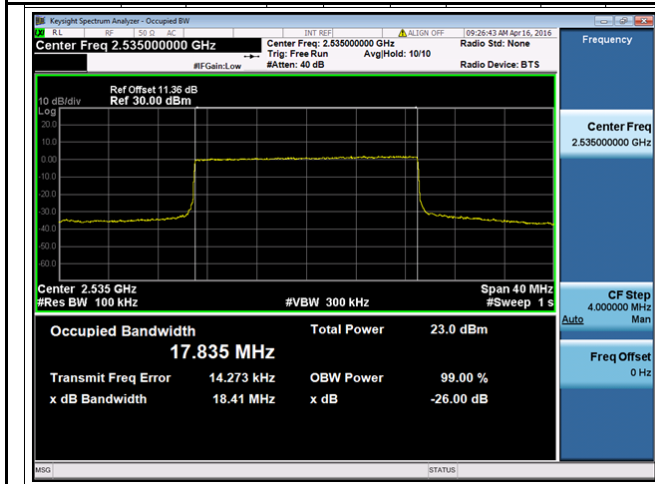 Keysight Spectrum Analyzer - Occupied BW
RL RF 50 Ω AC INT REF ALIGN OFF 09:26:43 AM Apr 16, 2016
Center Freq 2.535000000 GHz
Center Freq: 2.535000000 GHz
Radio Std: None
Trig: Free Run Avg|Hold: 10/10
#IFGain:Low #Atten: 40 dB Radio Device: BTS
Frequency
Ref Offset 11.36 dB
10 dB/div Ref 30.00 dBm
Log
20.0
10.0
0.00
-10.0
-20.0
-30.0
-40.0
-50.0
-60.0
Center 2.535 GHz Span 40 MHz
#Res BW 100 kHz #VBW 300 kHz #Sweep 1 s
Center Freq
2.535000000 GHz
CF Step
4.000000 MHz
Auto Man
Freq Offset
0 Hz
Occupied Bandwidth Total Power 23.0 dBm
17.835 MHz
Transmit Freq Error 14.273 kHz OBW Power 99.00 %
x dB Bandwidth 18.41 MHz x dB -26.00 dB
MSG STATUS